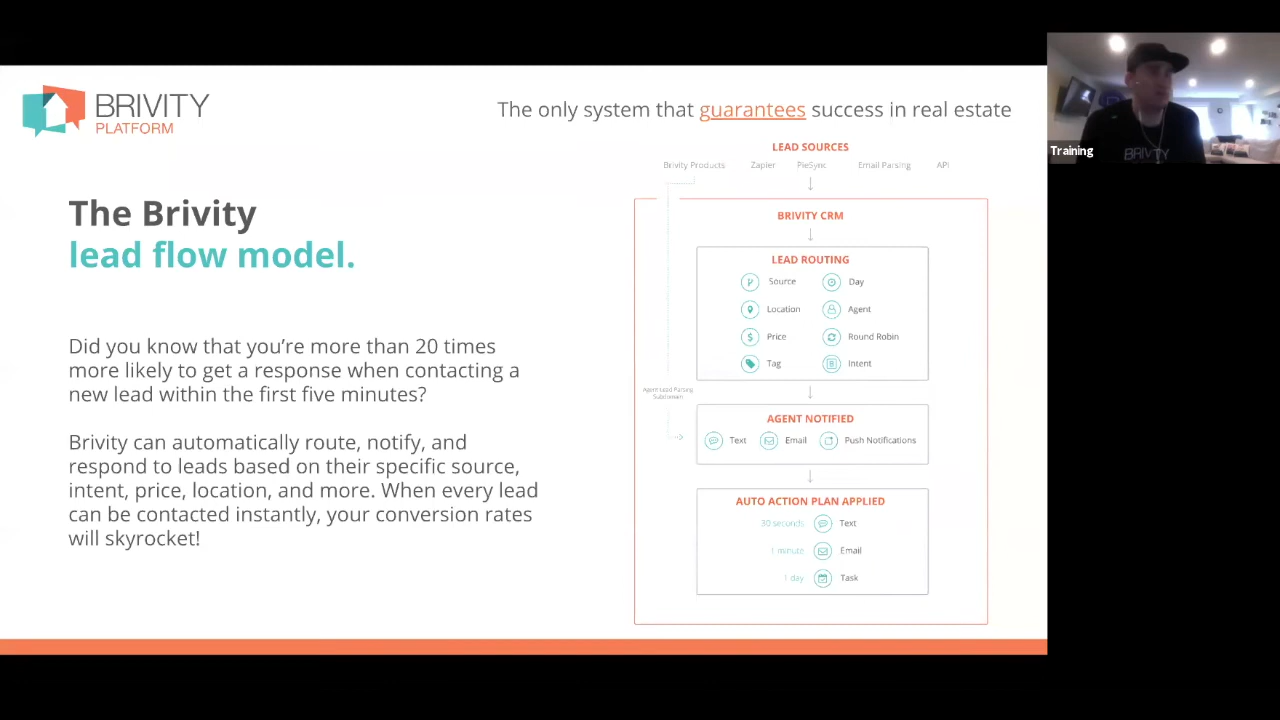 BRIVITY
PLATFORM
The only system that guarantees success in real estate
The Brivity
lead flow model.
Did you know that you’re more than 20 times
more likely to get a response when contacting a
new lead within the first five minutes?
Brivity can automatically route, notify, and
respond to leads based on their specific source,
intent, price, location, and more. When every lead
can be contacted instantly, your conversion rates
will skyrocket!
LEAD SOURCES
Brivity Products Zapier PieSync Email Parsing API
BRIVITY CRM
LEAD ROUTING
Source Day
Location Agent
Price Round Robin
Tag Intent
Agent Lead Parsing
Subdomain
AGENT NOTIFIED
Text Email Push Notifications
AUTO ACTION PLAN APPLIED
30 seconds Text
1 minute Email
1 day Task
Training
BRIVITY